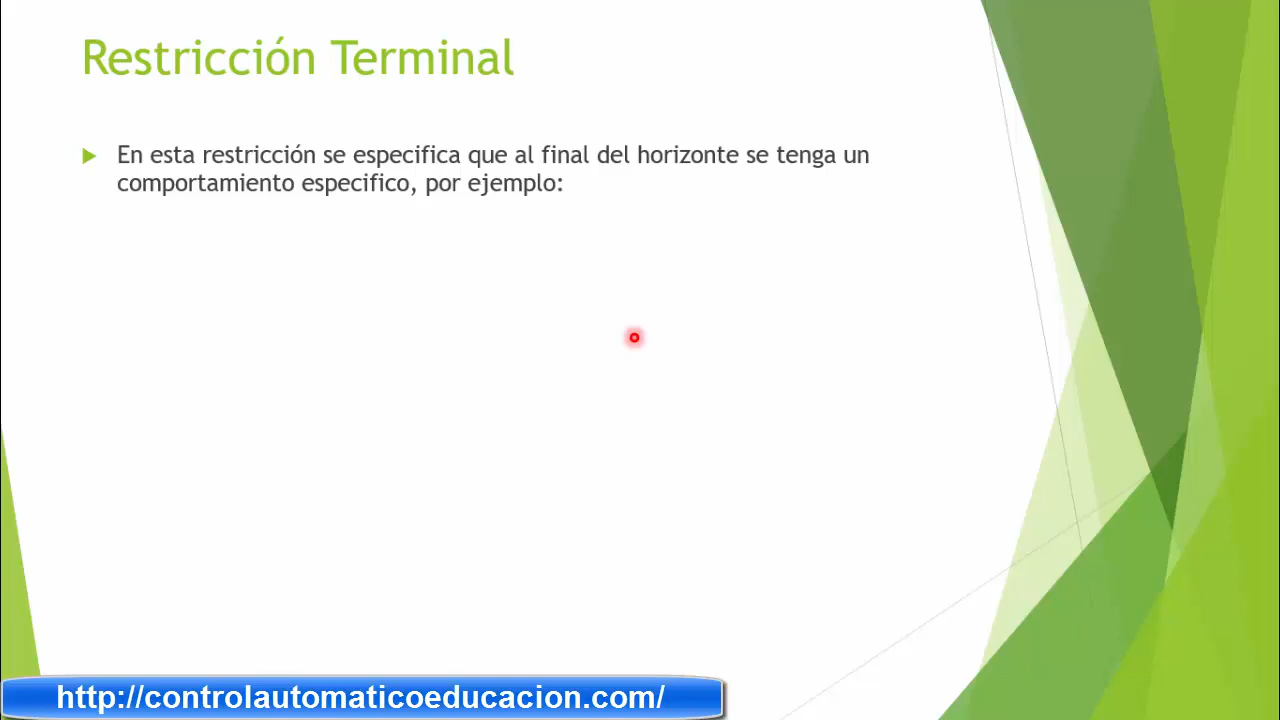 Restricción Terminal
En esta restricción se especifica que al final del horizonte se tenga un
comportamiento especifico, por ejemplo:
http://controlautomaticoeducacion.com/